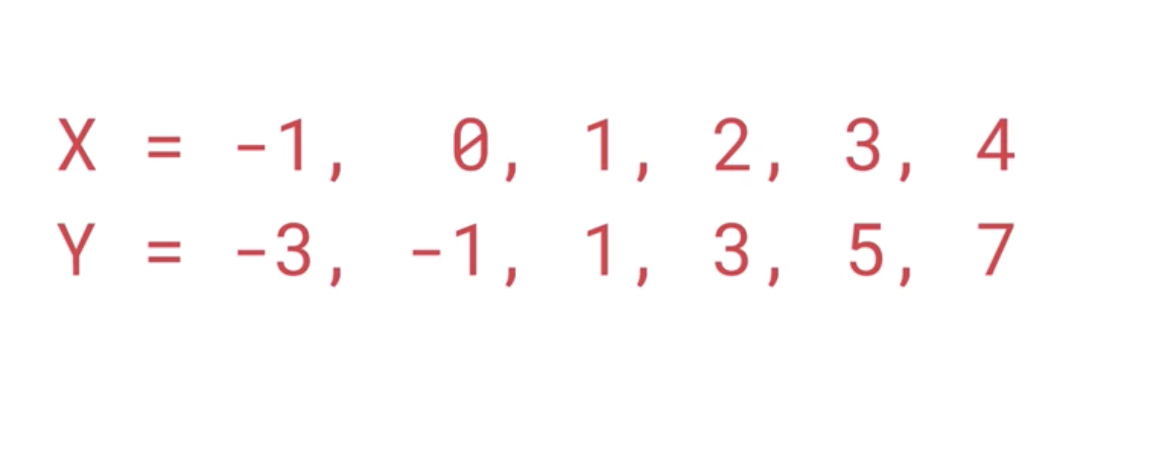 X = -1, 0, 1, 2, 3, 4
Y = -3, -1, 1, 3, 5, 7